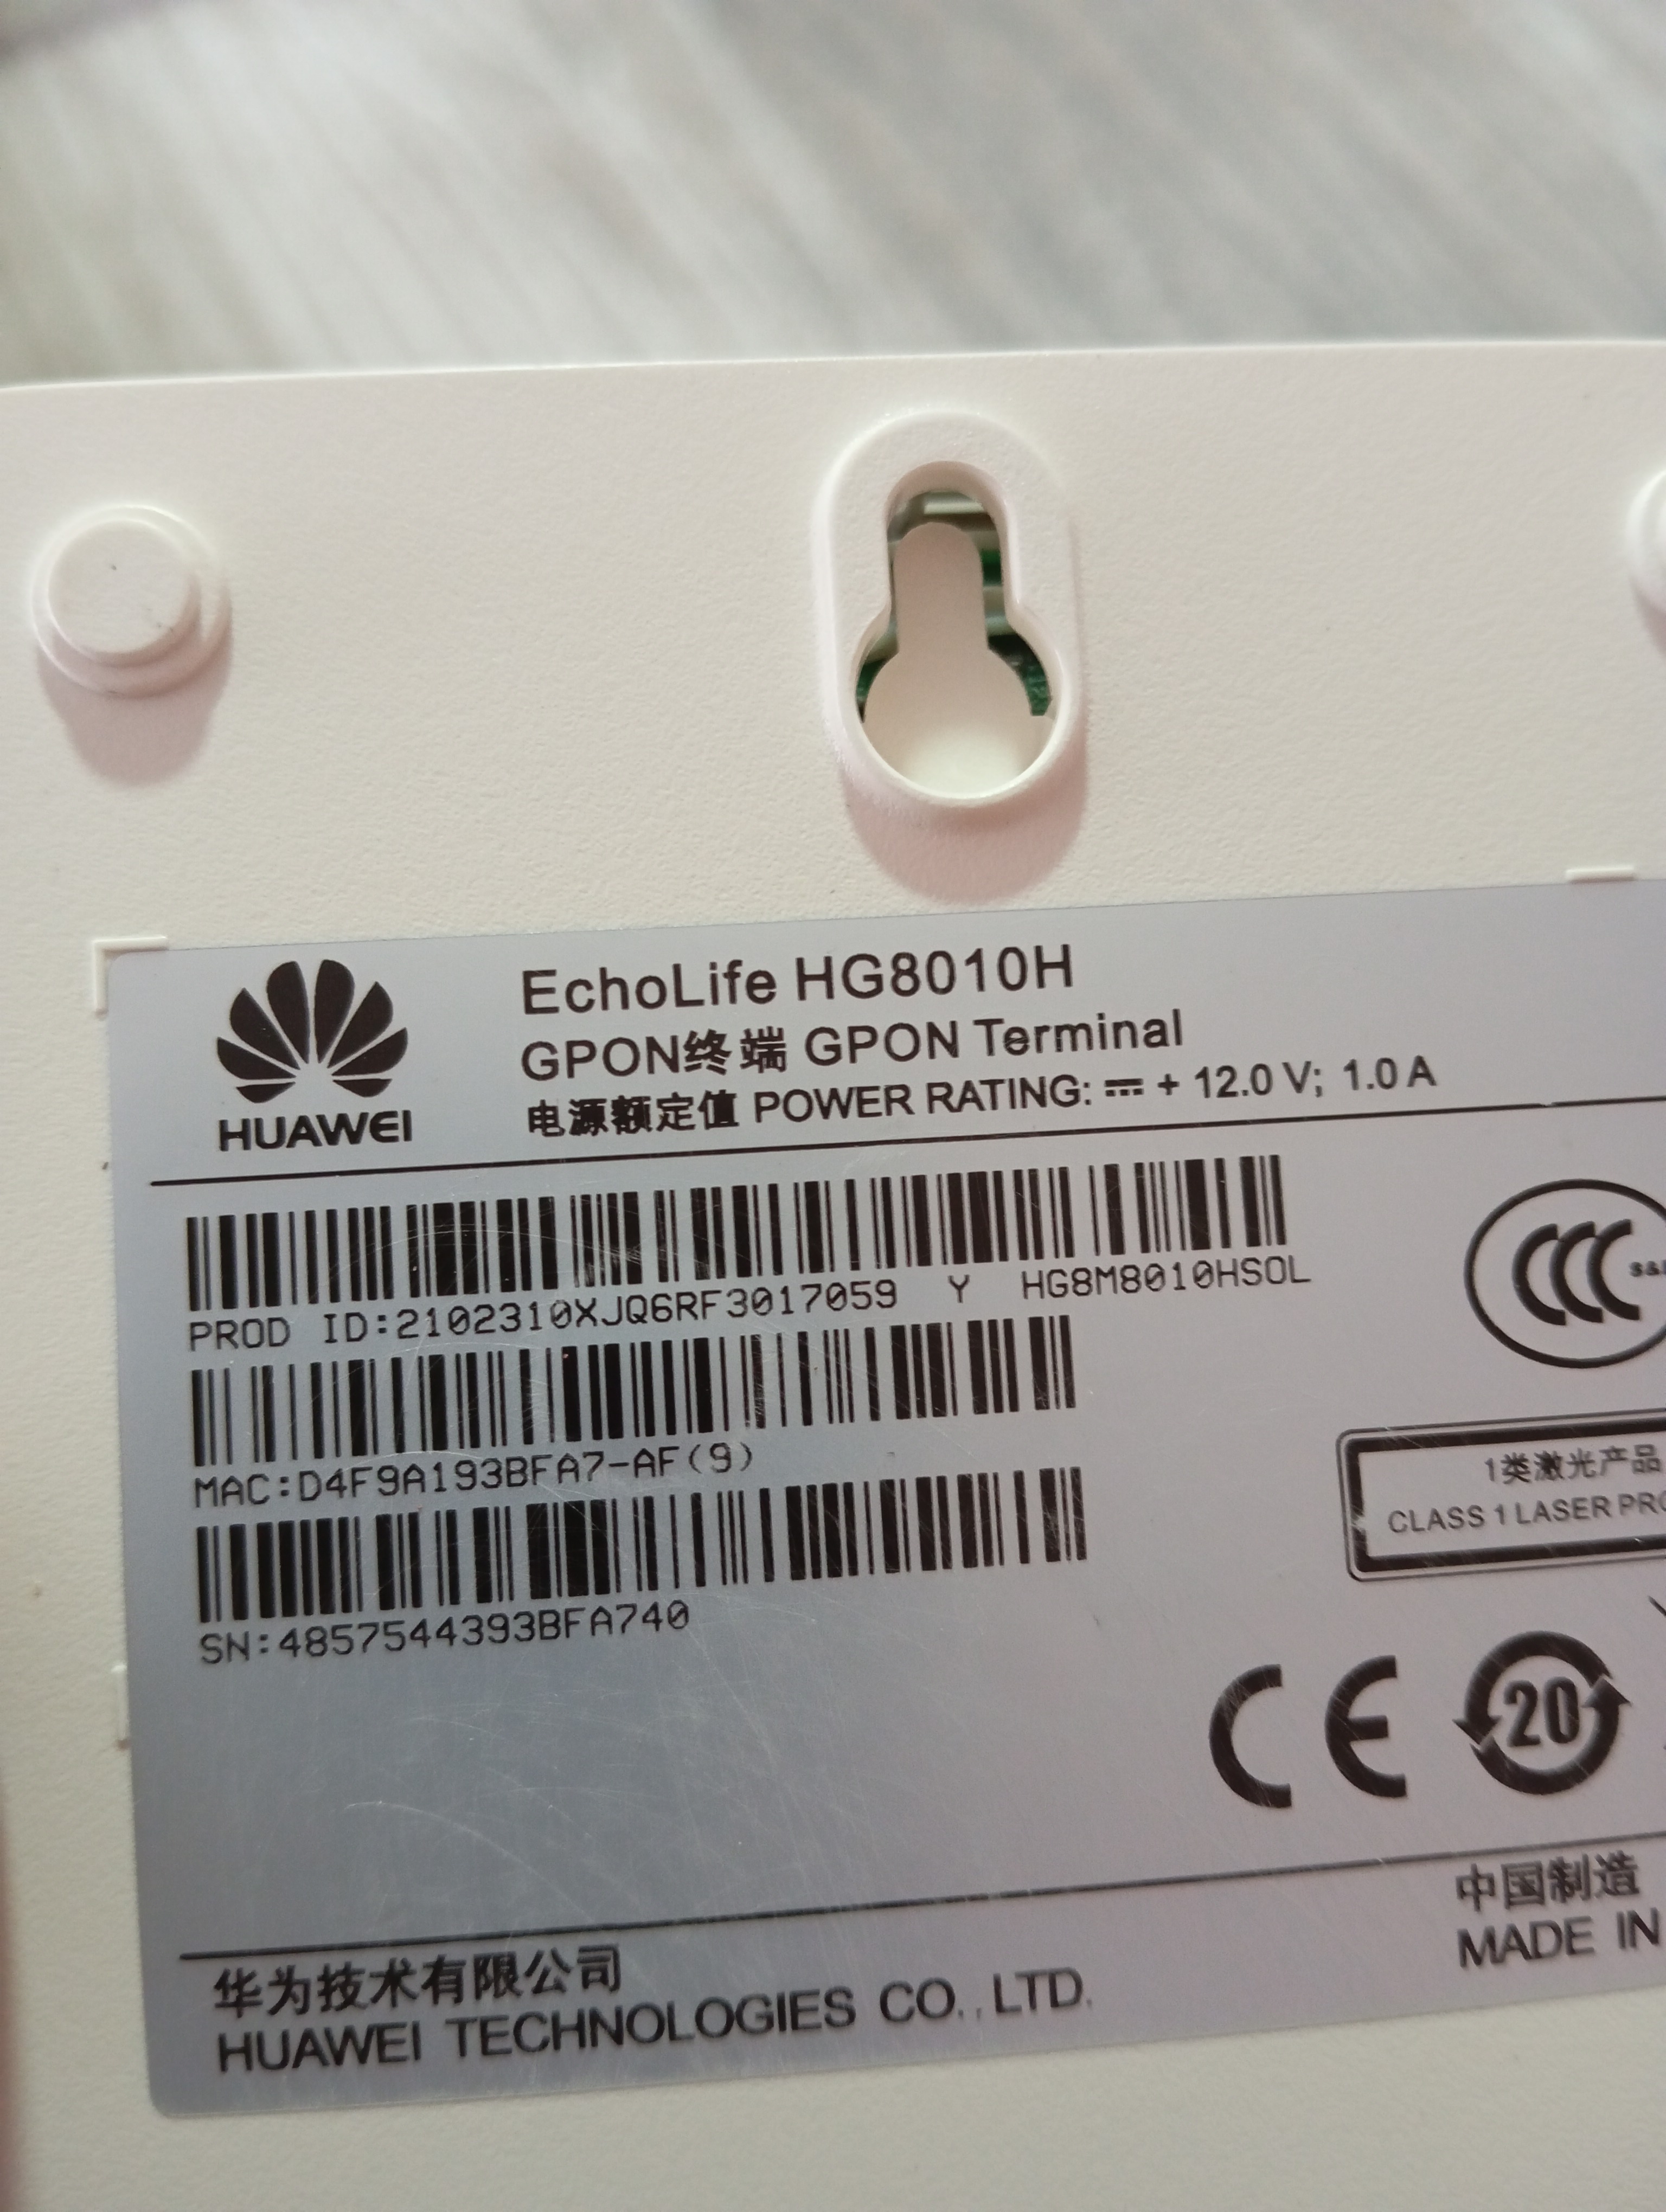 HUAWEI
EchoLife HG8010H
GPON终端 GPON Terminal
电源额定值 POWER RATING: ⎓ + 12.0 V; 1.0 A
PROD ID:2102310XJQ6RF3017059 Y HG8M8010HSOL
MAC:D4F9A193BFA7-AF(9)
SN:4857544393BFA740
CCC
1类激光产品
CLASS 1 LASER
CE
20
中国制造
MADE IN
华为技术有限公司
HUAWEI TECHNOLOGIES CO.,LTD.